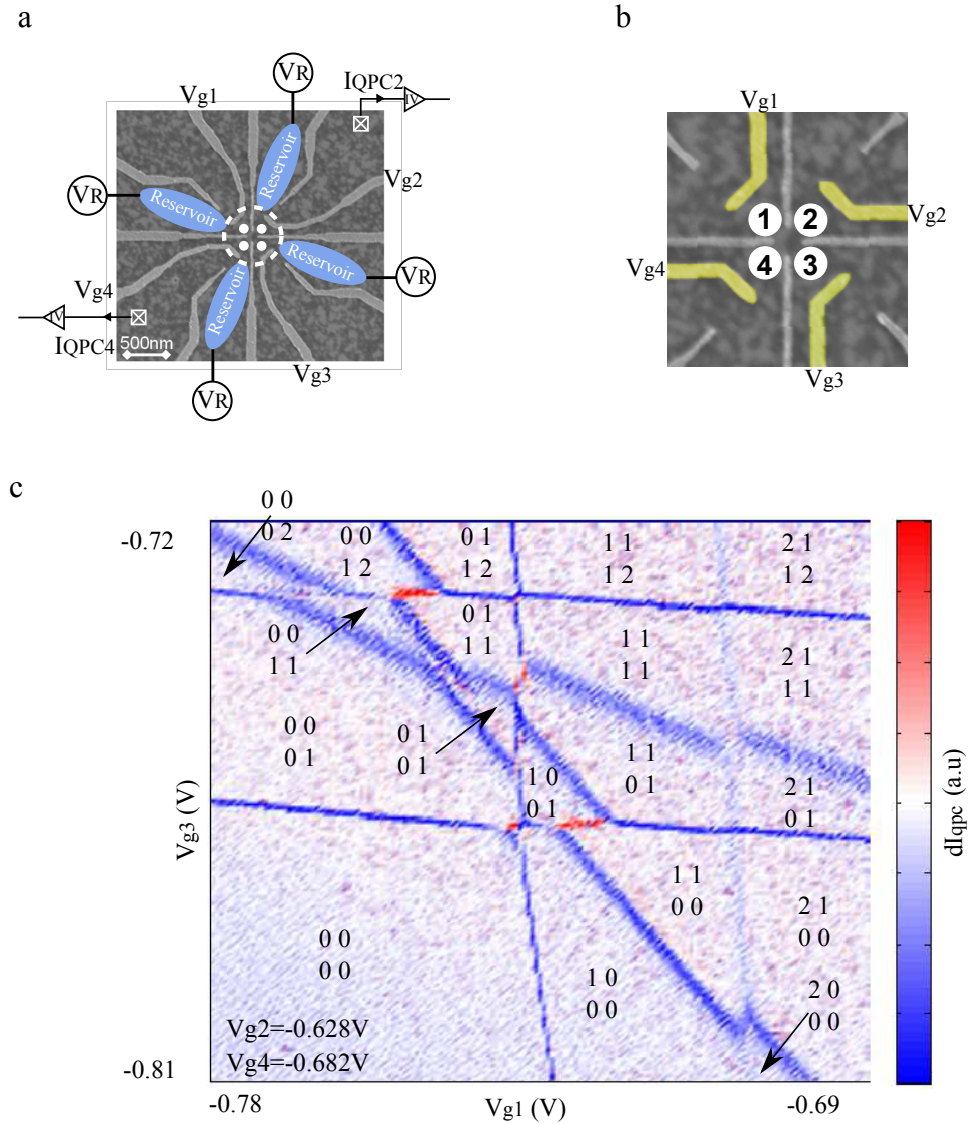 a
VR
IQPC2
IV
Vg1
Vg2
VR
Reservoir
Reservoir
Reservoir
Reservoir
VR
Vg4
IV
IQPC4
500nm
Vg3
VR
b
Vg1
Vg2
1 2
4 3
Vg4
Vg3
c
0 0
0 2
0 0
1 2
0 1
1 2
1 1
1 2
2 1
1 2
-0.72
0 0
1 1
0 1
1 1
1 1
1 1
2 1
1 1
0 0
0 1
0 1
0 1
1 0
0 1
1 1
0 1
2 1
0 1
Vg3 (V)
dIqpc (a.u)
0 0
0 0
1 0
0 0
1 1
0 0
2 1
0 0
2 0
0 0
Vg2=-0.628V
Vg4=-0.682V
-0.81
-0.78
Vg1 (V)
-0.69